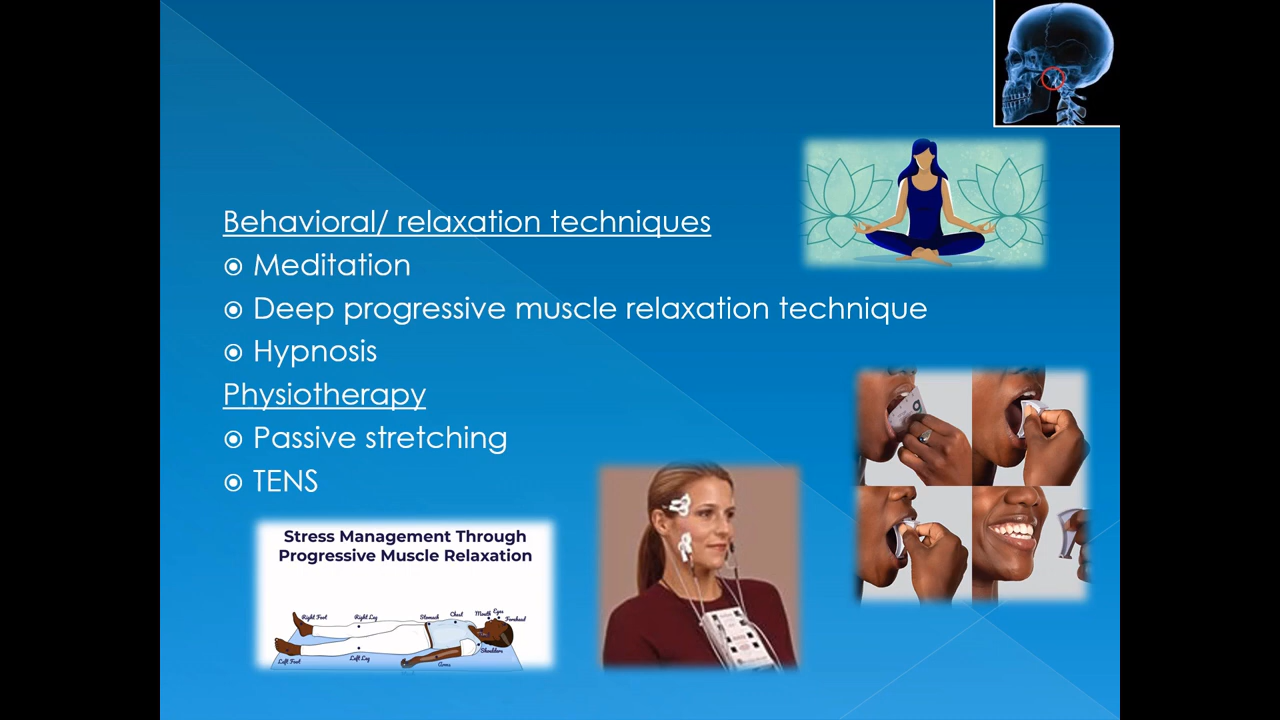 Behavioral/ relaxation techniques
Meditation
Deep progressive muscle relaxation technique
Hypnosis
Physiotherapy
Passive stretching
TENS
Stress Management Through
Progressive Muscle Relaxation
Right Foot
Right Leg
Stomach
Chest
Mouth
Eyes
Forehead
Left Foot
Left Leg
Arms
Shoulders